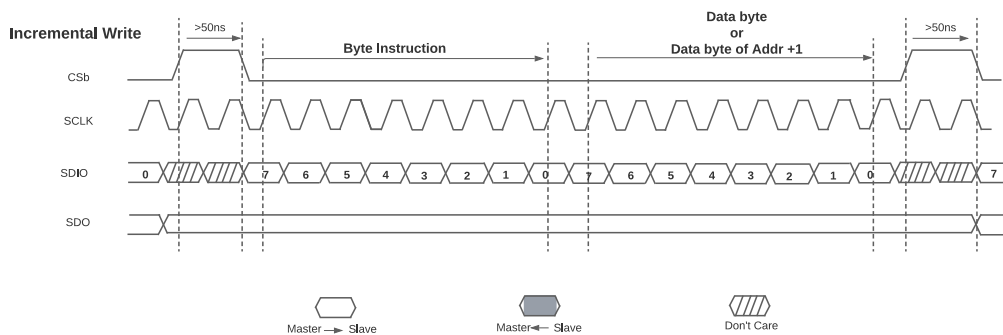 Incremental Write
>50ns
Byte Instruction
Data byte
or
Data byte of Addr +1
>50ns
CSb
SCLK
SDIO
0 7 6 5 4 3 2 1 0 7 6 5 4 3 2 1 0 7
SDO
Master → Slave
Master ← Slave
Don't Care